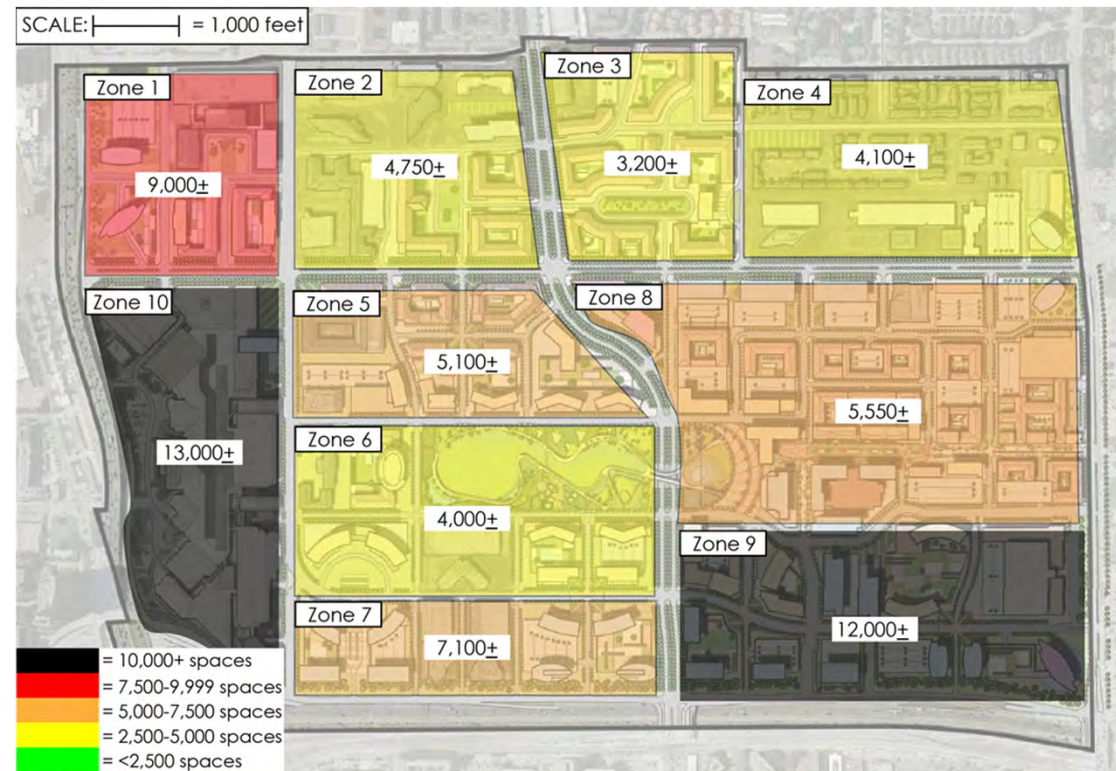 SCALE: = 1,000 feet
Zone 1
9,000±
Zone 2
4,750±
Zone 3
3,200±
Zone 4
4,100±
Zone 10
13,000±
Zone 5
5,100±
Zone 8
5,550±
Zone 6
4,000±
Zone 7
7,100±
Zone 9
12,000±
= 10,000+ spaces
= 7,500-9,999 spaces
= 5,000-7,500 spaces
= 2,500-5,000 spaces
= <2,500 spaces